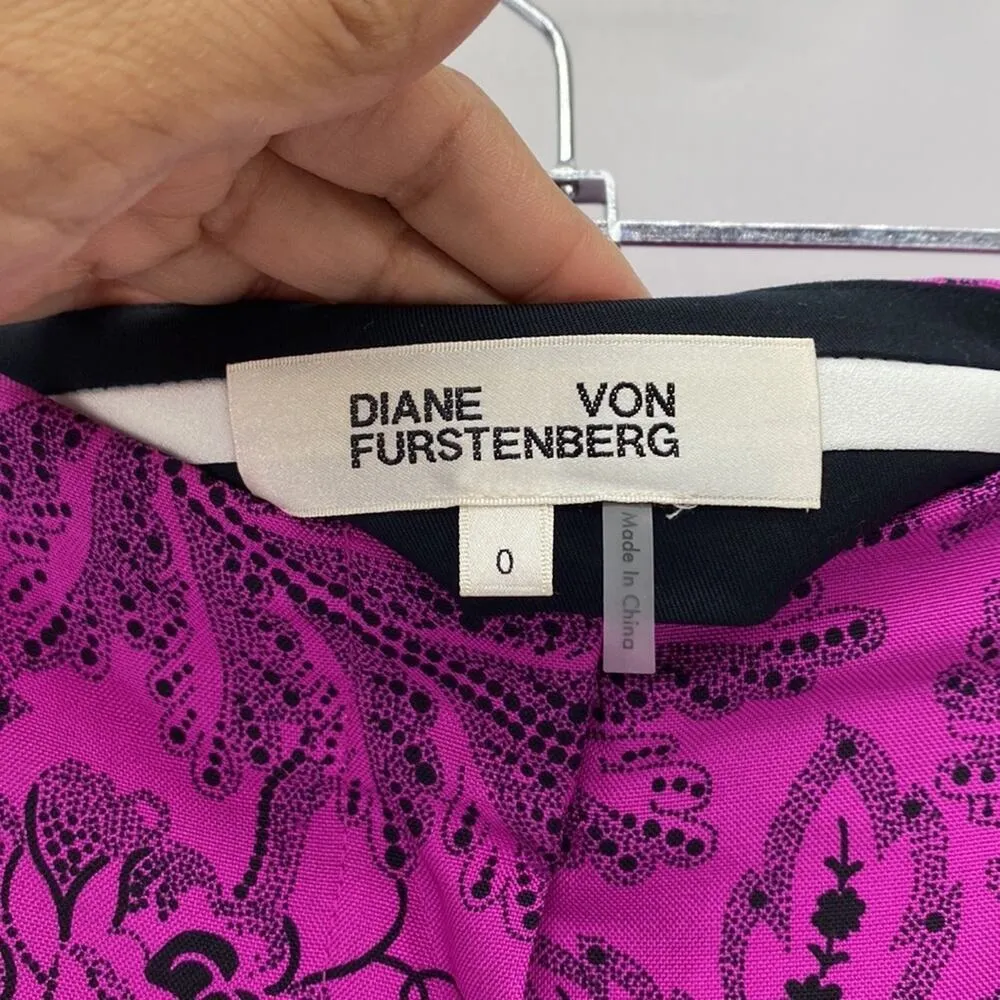 DIANE VON
FURSTENBERG
0
Made In China